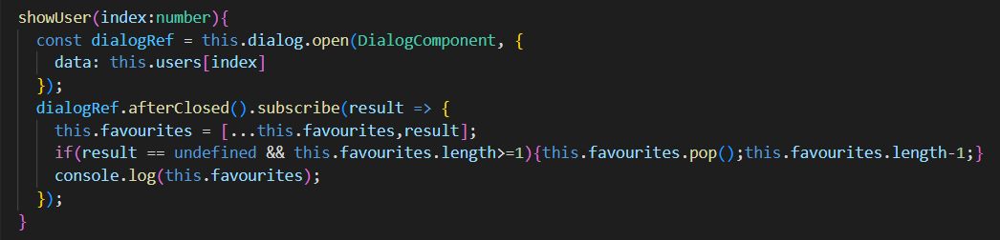 showUser(index:number){
const dialogRef = this.dialog.open(DialogComponent, {
data: this.users[index]
});
dialogRef.afterClosed().subscribe(result => {
this.favourites = [...this.favourites,result];
if(result == undefined && this.favourites.length>=1){this.favourites.pop();this.favourites.length-1;}
console.log(this.favourites);
});
}